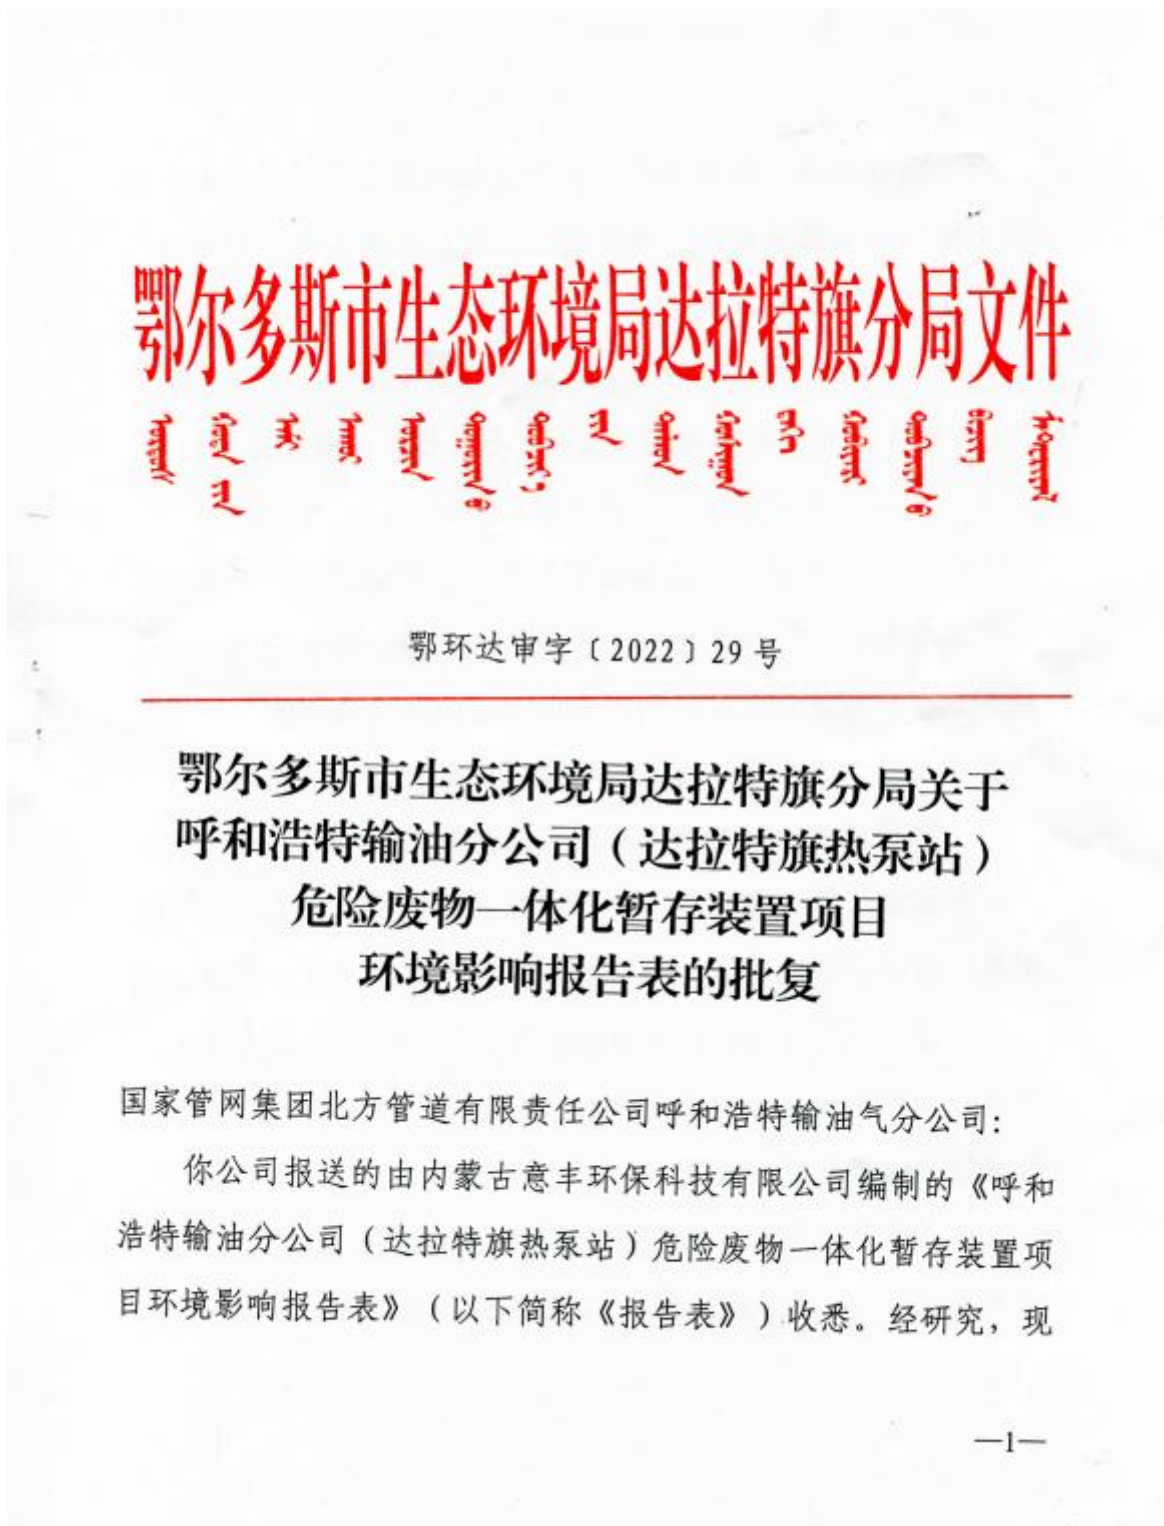 鄂尔多斯市生态环境局达拉特旗分局文件
鄂环达审字〔2022〕29号
鄂尔多斯市生态环境局达拉特旗分局关于
呼和浩特输油分公司（达拉特旗热泵站）
危险废物一体化暂存装置项目
环境影响报告表的批复
国家管网集团北方管道有限责任公司呼和浩特输油气分公司：
你公司报送的由内蒙古意丰环保科技有限公司编制的《呼和
浩特输油分公司（达拉特旗热泵站）危险废物一体化暂存装置项
目环境影响报告表》（以下简称《报告表》）收悉。经研究，现
—1—